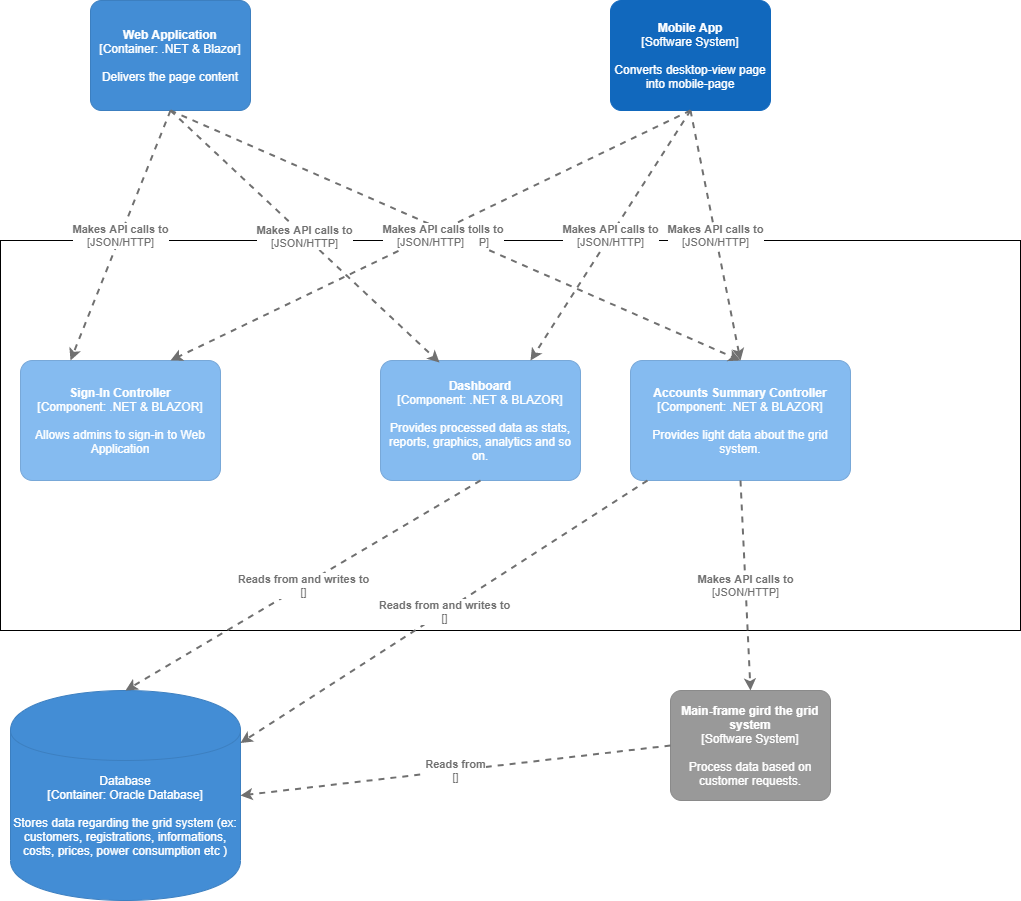 Web Application
[Container: .NET & Blazor]
Delivers the page content
Mobile App
[Software System]
Converts desktop-view page
into mobile-page
Makes API calls to
[JSON/HTTP]
Makes API calls to
[JSON/HTTP]
Makes API calls to
[JSON/HTTP]
lls to
P]
Makes API calls to
[JSON/HTTP]
Makes API calls to
[JSON/HTTP]
Sign-In Controller
[Component: .NET & BLAZOR]
Allows admins to sign-in to Web
Application
Dashboard
[Component: .NET & BLAZOR]
Provides processed data as stats,
reports, graphics, analytics and so
on.
Accounts Summary Controller
[Component: .NET & BLAZOR]
Provides light data about the grid
system.
Reads from and writes to
[]
Reads from and writes to
[]
Makes API calls to
[JSON/HTTP]
Database
[Container: Oracle Database]
Stores data regarding the grid system (ex:
customers, registrations, informations,
costs, prices, power consumption etc )
Reads from
[]
Main-frame gird the grid
system
[Software System]
Process data based on
customer requests.